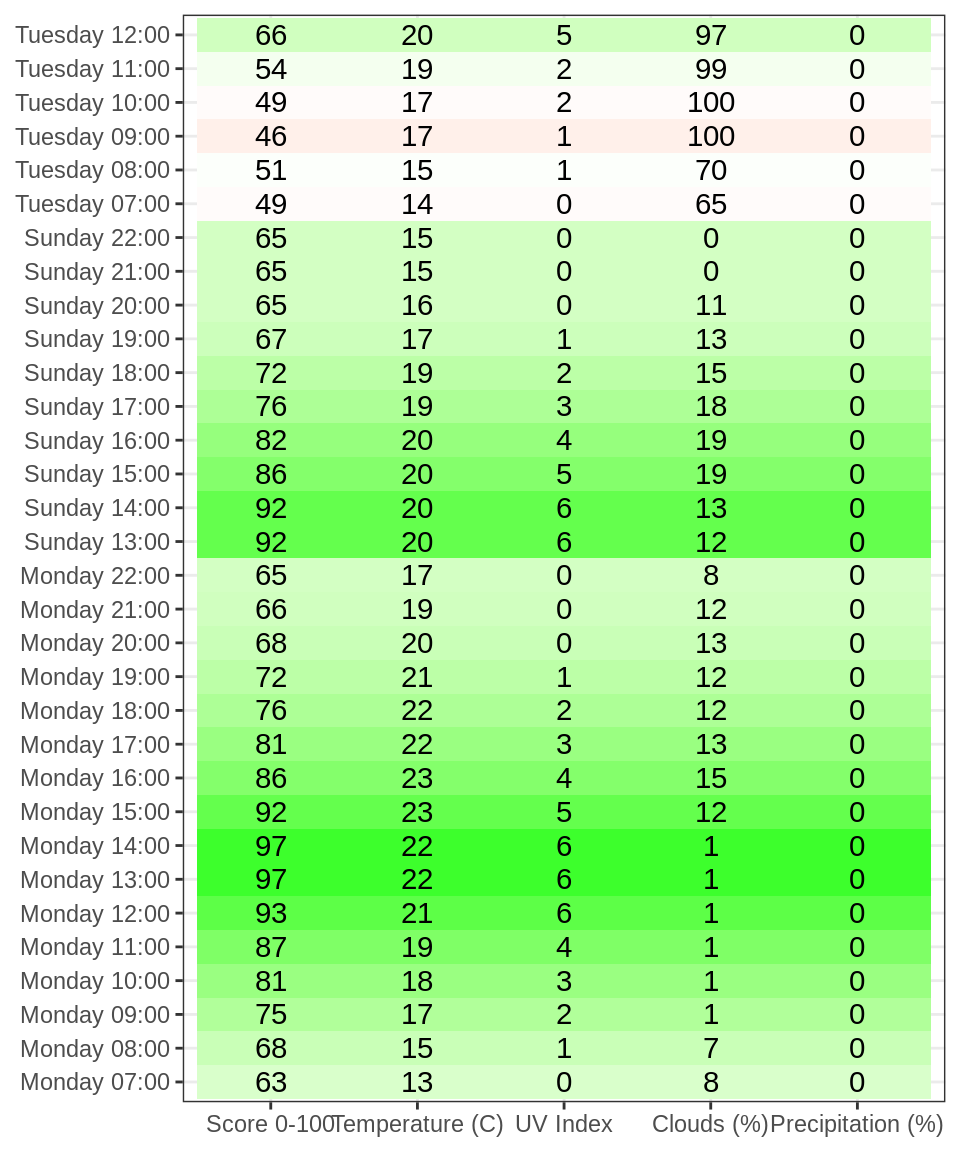 Tuesday 12:00 66 20 5 97 0
Tuesday 11:00 54 19 2 99 0
Tuesday 10:00 49 17 2 100 0
Tuesday 09:00 46 17 1 100 0
Tuesday 08:00 51 15 1 70 0
Tuesday 07:00 49 14 0 65 0
Sunday 22:00 65 15 0 0 0
Sunday 21:00 65 15 0 0 0
Sunday 20:00 65 16 0 11 0
Sunday 19:00 67 17 1 13 0
Sunday 18:00 72 19 2 15 0
Sunday 17:00 76 19 3 18 0
Sunday 16:00 82 20 4 19 0
Sunday 15:00 86 20 5 19 0
Sunday 14:00 92 20 6 13 0
Sunday 13:00 92 20 6 12 0
Monday 22:00 65 17 0 8 0
Monday 21:00 66 19 0 12 0
Monday 20:00 68 20 0 13 0
Monday 19:00 72 21 1 12 0
Monday 18:00 76 22 2 12 0
Monday 17:00 81 22 3 13 0
Monday 16:00 86 23 4 15 0
Monday 15:00 92 23 5 12 0
Monday 14:00 97 22 6 1 0
Monday 13:00 97 22 6 1 0
Monday 12:00 93 21 6 1 0
Monday 11:00 87 19 4 1 0
Monday 10:00 81 18 3 1 0
Monday 09:00 75 17 2 1 0
Monday 08:00 68 15 1 7 0
Monday 07:00 63 13 0 8 0
Score 0-100 Temperature (C) UV Index Clouds (%) Precipitation (%)